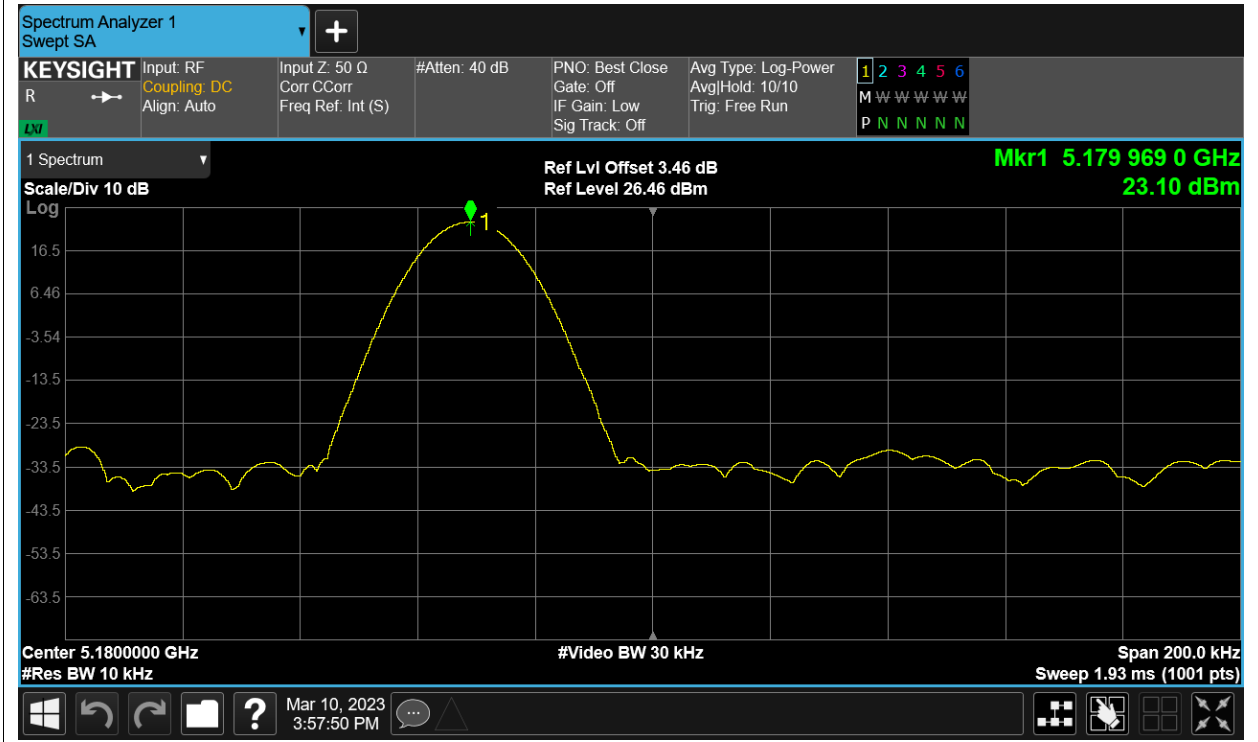 Spectrum Analyzer 1
Swept SA
KEYSIGHT
R
LXI
Input: RF
Coupling: DC
Align: Auto
Input Z: 50 Ω
Corr CCorr
Freq Ref: Int (S)
#Atten: 40 dB
PNO: Best Close
Gate: Off
IF Gain: Low
Sig Track: Off
Avg Type: Log-Power
Avg|Hold: 10/10
Trig: Free Run
1 2 3 4 5 6
M W W W W W
P N N N N N
1 Spectrum
Scale/Div 10 dB
Log
Ref Lvl Offset 3.46 dB
Ref Level 26.46 dBm
Mkr1 5.179 969 0 GHz
23.10 dBm
1
16.5
6.46
-3.54
-13.5
-23.5
-33.5
-43.5
-53.5
-63.5
Center 5.1800000 GHz
#Res BW 10 kHz
#Video BW 30 kHz
Span 200.0 kHz
Sweep 1.93 ms (1001 pts)
?
Mar 10, 2023
3:57:50 PM